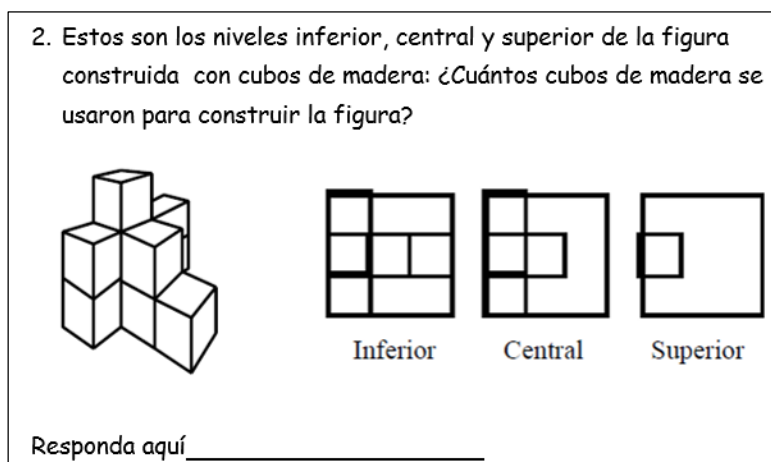 2. Estos son los niveles inferior, central y superior de la figura
construida con cubos de madera: ¿Cuántos cubos de madera se
usaron para construir la figura?
Inferior Central Superior
Responda aquí____________________